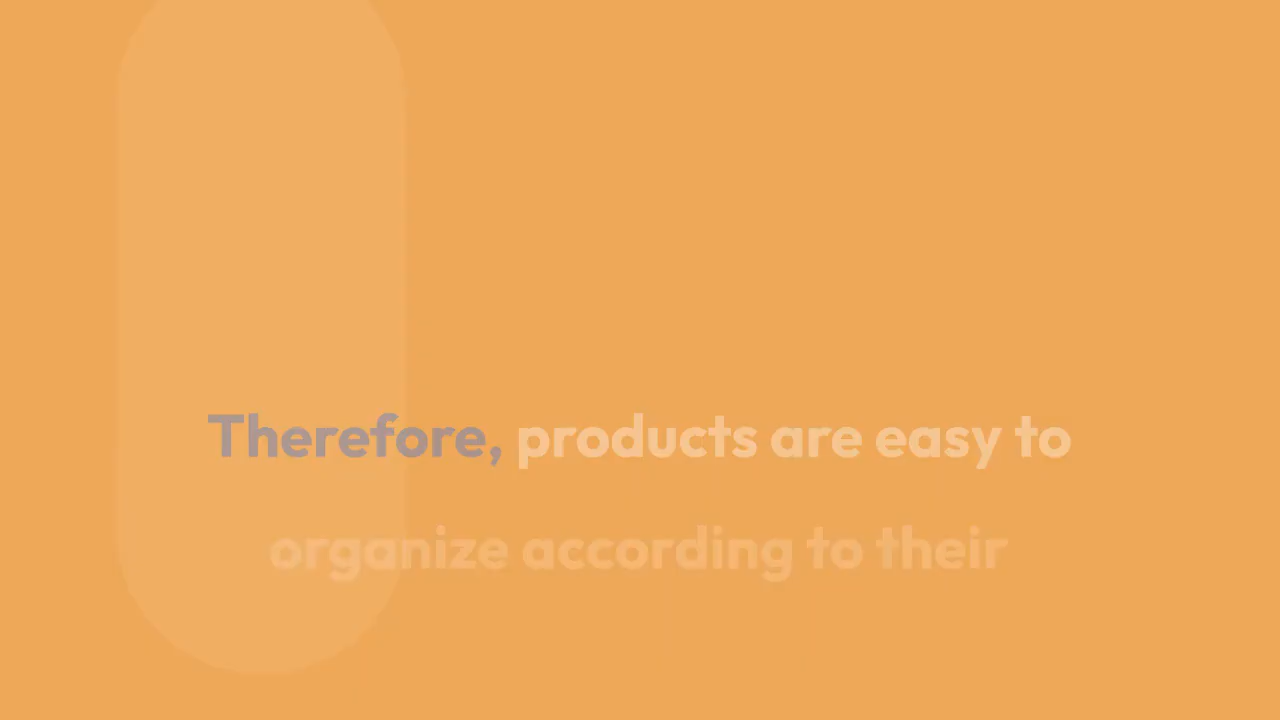 Therefore, products are easy to
organize according to their